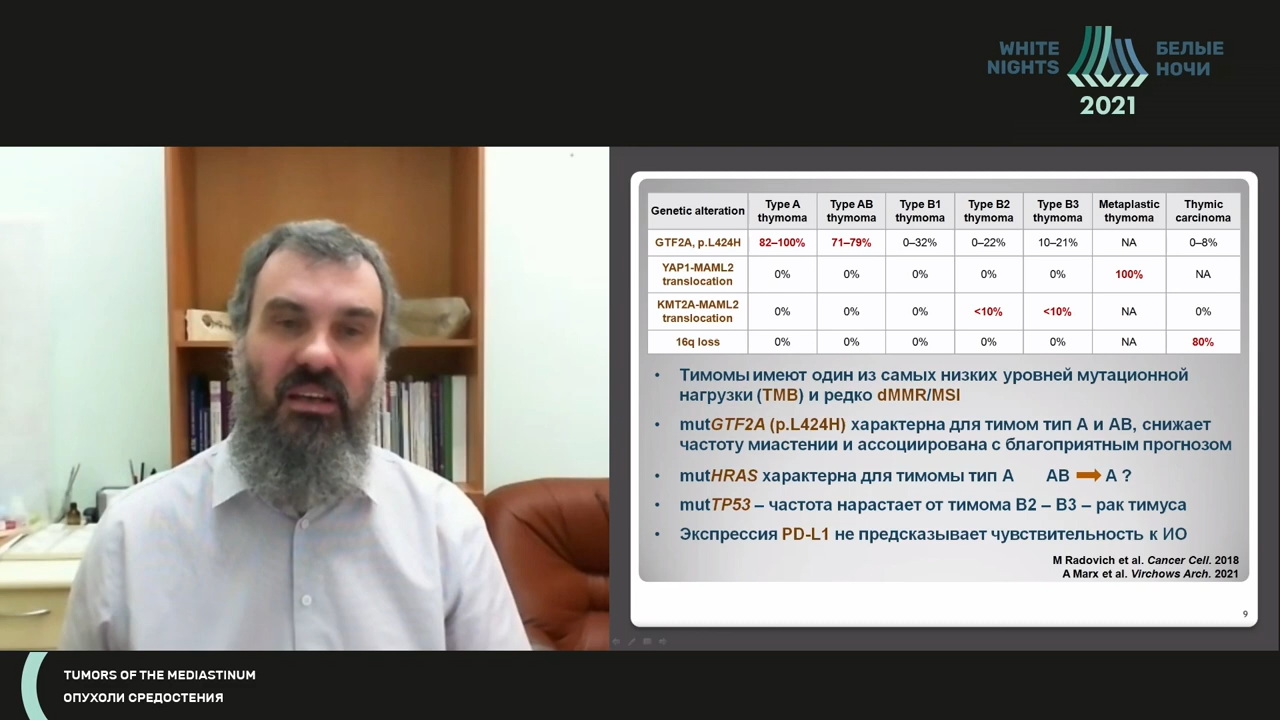 WHITE NIGHTS
БЕЛЫЕ НОЧИ
2021
Genetic alteration Type A thymoma Type AB thymoma Type B1 thymoma Type B2 thymoma Type B3 thymoma Metaplastic thymoma Thymic carcinoma
GTF2A, p.L424H 82–100% 71–79% 0–32% 0–22% 10–21% NA 0–8%
YAP1-MAML2 translocation 0% 0% 0% 0% 0% 100% NA
KMT2A-MAML2 translocation 0% 0% 0% <10% <10% NA 0%
16q loss 0% 0% 0% 0% 0% NA 80%
• Тимомы имеют один из самых низких уровней мутационной
нагрузки (TMB) и редко dMMR/MSI
• mutGTF2A (p.L424H) характерна для тимом тип А и АВ, снижает
частоту миастении и ассоциирована с благоприятным прогнозом
• mutHRAS характерна для тимомы тип А АВ ➡ А ?
• mutTP53 – частота нарастает от тимома В2 – В3 – рак тимуса
• Экспрессия PD-L1 не предсказывает чувствительность к ИО
M Radovich et al. Cancer Cell. 2018
A Marx et al. Virchows Arch. 2021
9
TUMORS OF THE MEDIASTINUM
ОПУХОЛИ СРЕДОСТЕНИЯ